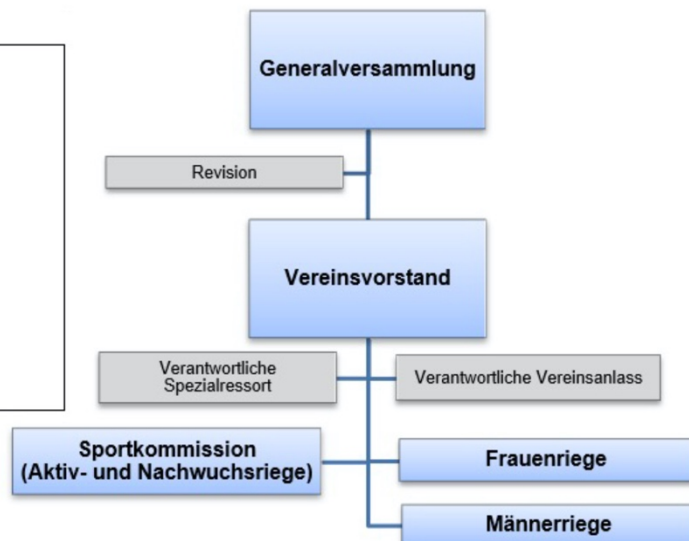 Generalversammlung
Revision
Vereinsvorstand
Verantwortliche
Spezialressort
Verantwortliche Vereinsanlass
Sportkommission
(Aktiv- und Nachwuchsriege)
Frauenriege
Männerriege